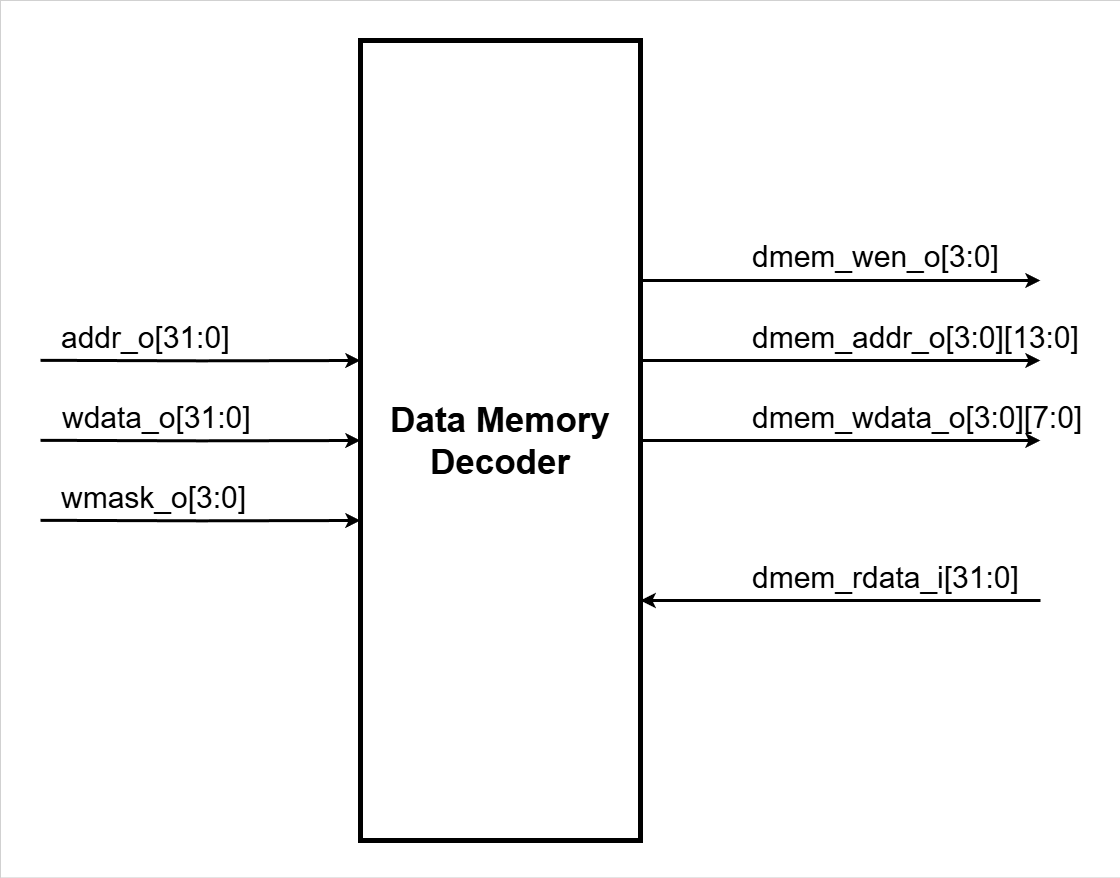 addr_o[31:0]
wdata_o[31:0]
wmask_o[3:0]
Data Memory
Decoder
dmem_wen_o[3:0]
dmem_addr_o[3:0][13:0]
dmem_wdata_o[3:0][7:0]
dmem_rdata_i[31:0]